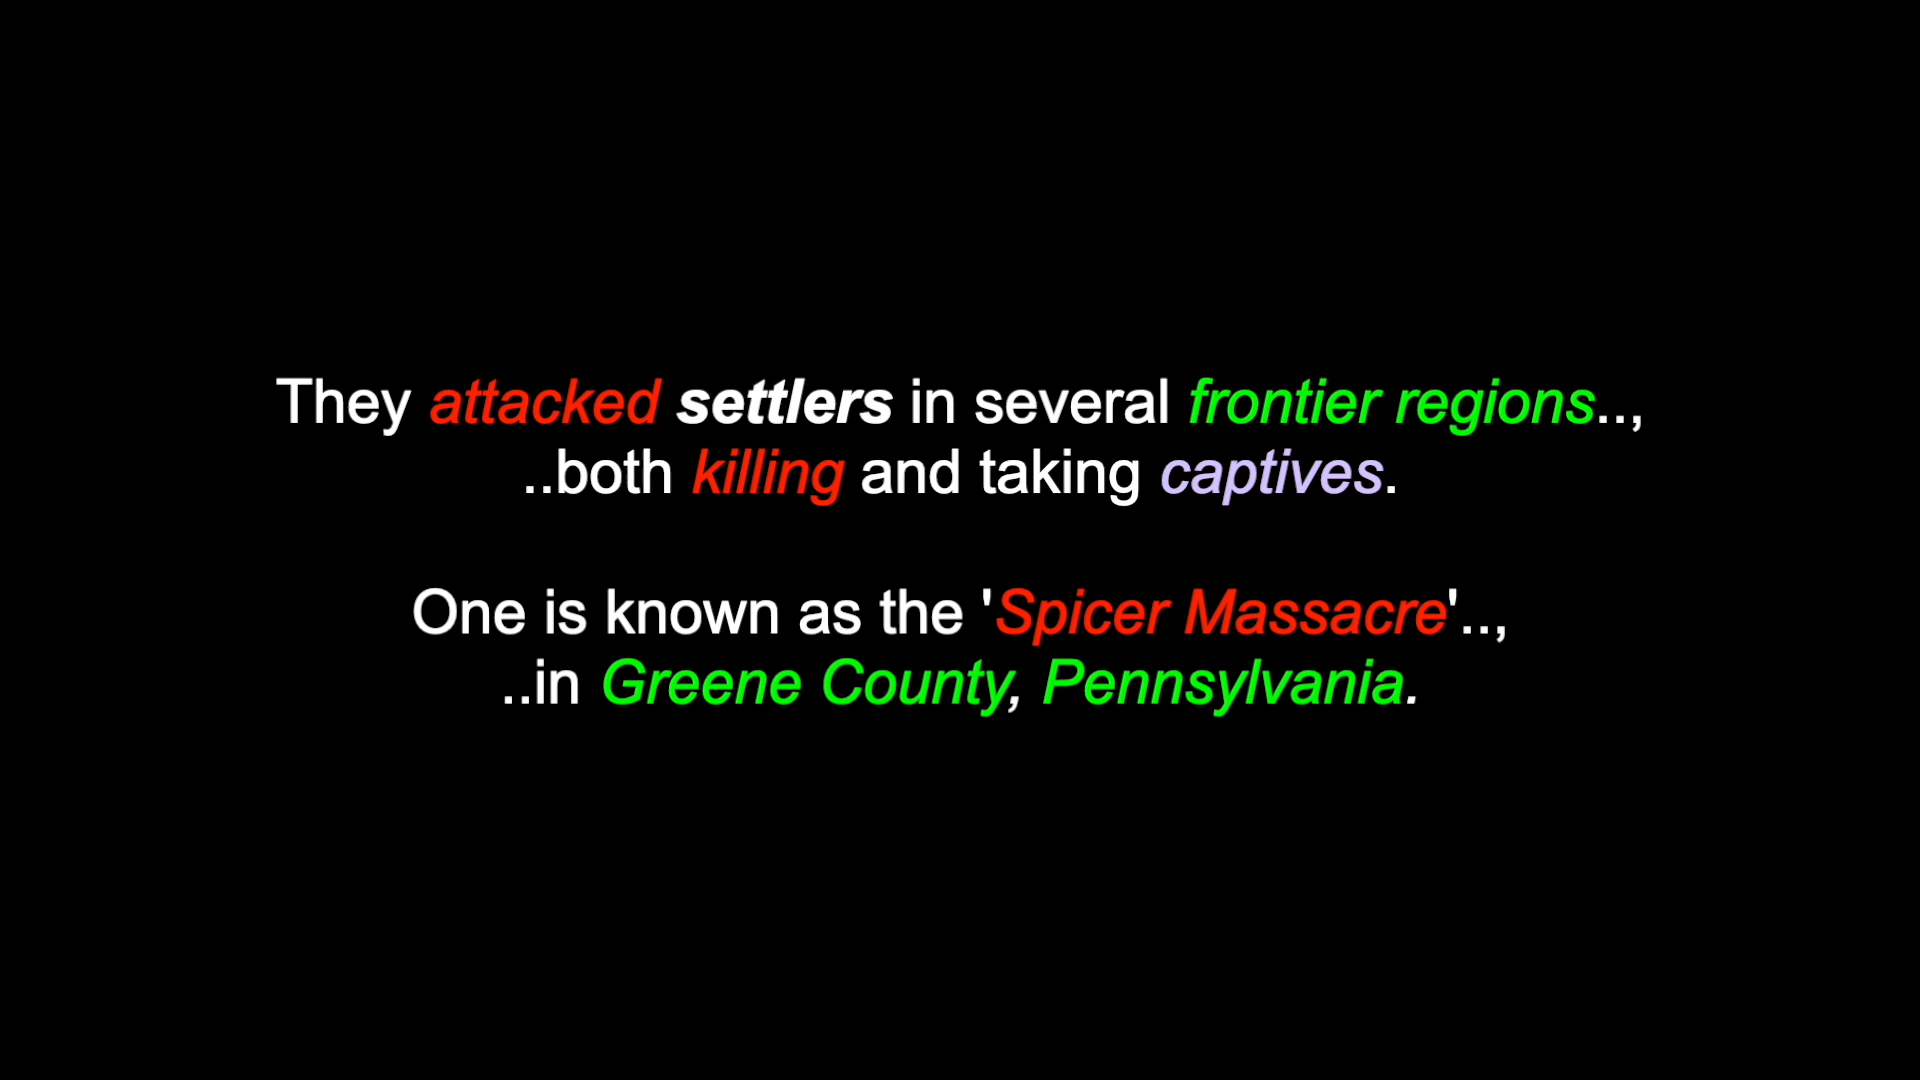 They attacked settlers in several frontier regions..,
..both killing and taking captives.
One is known as the 'Spicer Massacre'..,
..in Greene County, Pennsylvania.